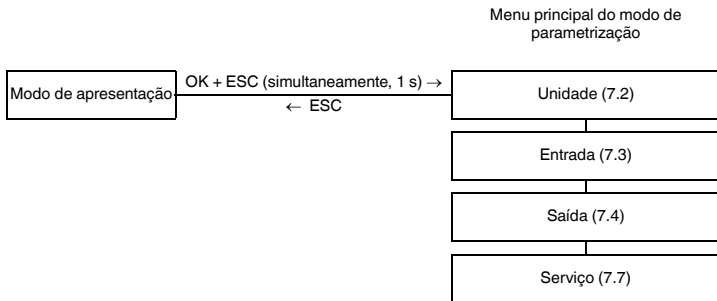 Menu principal do modo de
parametrização
Modo de apresentação
OK + ESC (simultaneamente, 1 s) →
← ESC
Unidade (7.2)
Entrada (7.3)
Saída (7.4)
Serviço (7.7)